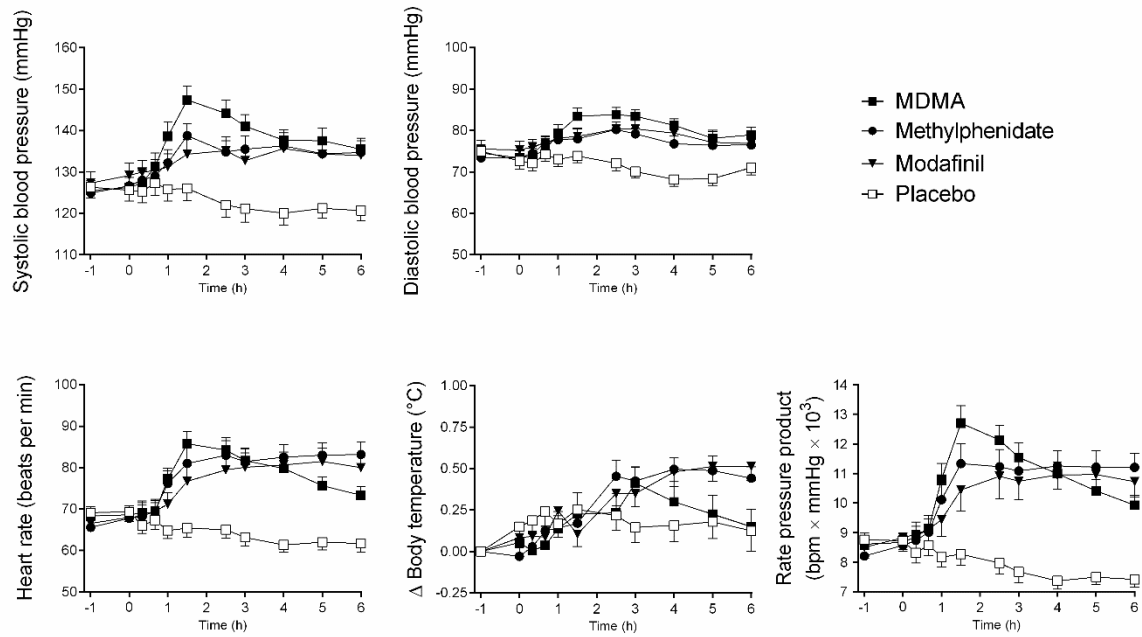 Systolic blood pressure (mmHg)
160
150
140
130
120
110
-1 0 1 2 3 4 5 6
Time (h)
Diastolic blood pressure (mmHg)
100
90
80
70
60
50
-1 0 1 2 3 4 5 6
Time (h)
MDMA
Methylphenidate
Modafinil
Placebo
Heart rate (beats per min)
100
90
80
70
60
50
-1 0 1 2 3 4 5 6
Time (h)
Δ Body temperature (°C)
1.00
0.75
0.50
0.25
0.00
-0.25
-1 0 1 2 3 4 5 6
Time (h)
Rate pressure product
(bpm × mmHg × 10³)
14
13
12
11
10
9
8
7
-1 0 1 2 3 4 5 6
Time (h)